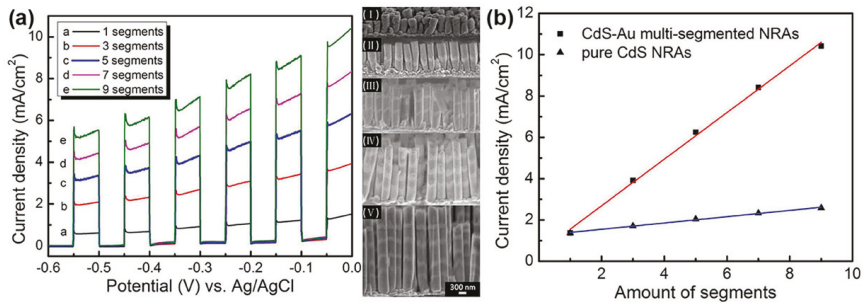 (a)
Current density (mA/cm²)
10
8
6
4
2
0
a 1 segments
b 3 segments
c 5 segments
d 7 segments
e 9 segments
e
d
c
b
a
-0.6 -0.5 -0.4 -0.3 -0.2 -0.1 0.0
Potential (V) vs. Ag/AgCl
(I)
(II)
(III)
(IV)
(V)
300 nm
(b)
Current density (mA/cm²)
12
10
8
6
4
2
0
CdS-Au multi-segmented NRAs
pure CdS NRAs
0 2 4 6 8 10
Amount of segments